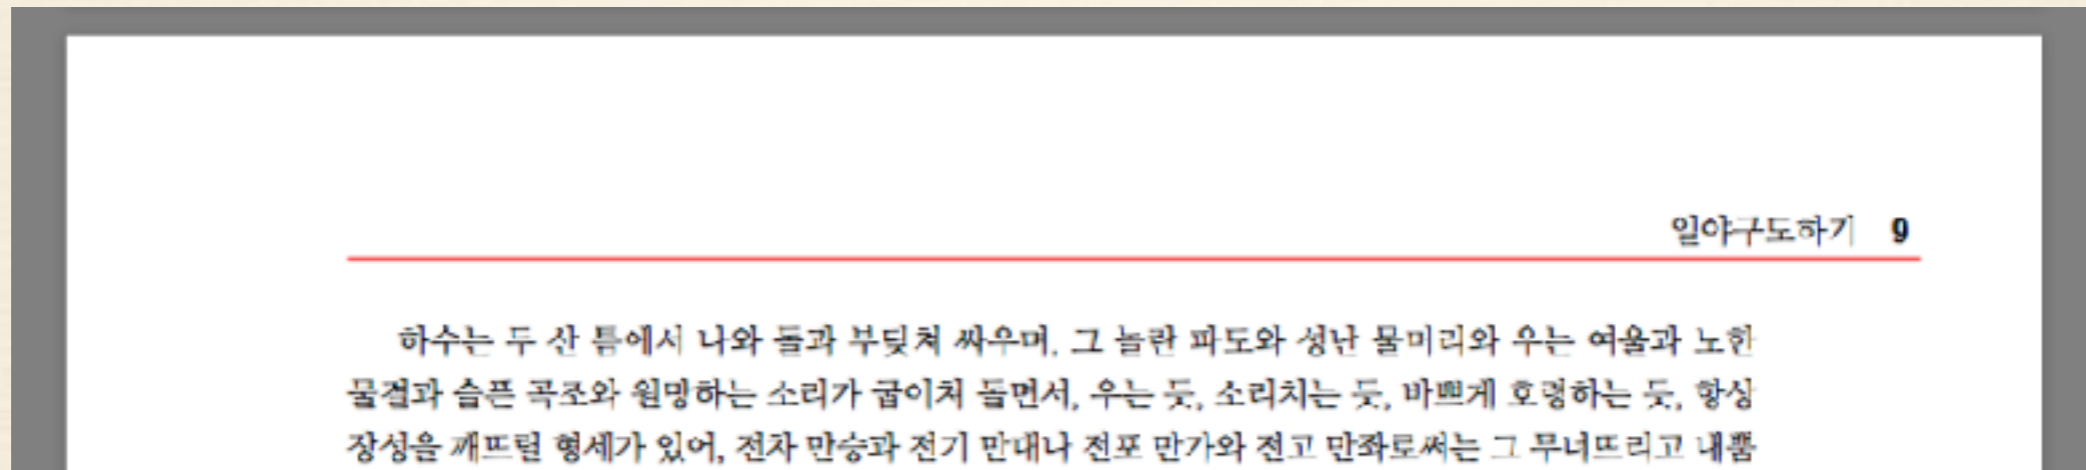 일야구도하기 9
하수는 두 산 틈에서 나와 돌과 부딪쳐 싸우며, 그 놀란 파도와 성난 물머리와 우는 여울과 노한
물결과 슬픈 곡조와 원망하는 소리가 굽이쳐 돌면서, 우는 듯, 소리치는 듯, 바쁘게 호령하는 듯, 항상
장성을 깨뜨릴 형세가 있어, 전차 만승과 전기 만대나 전포 만가와 전고 만좌로써는 그 무너뜨리고 내뿜